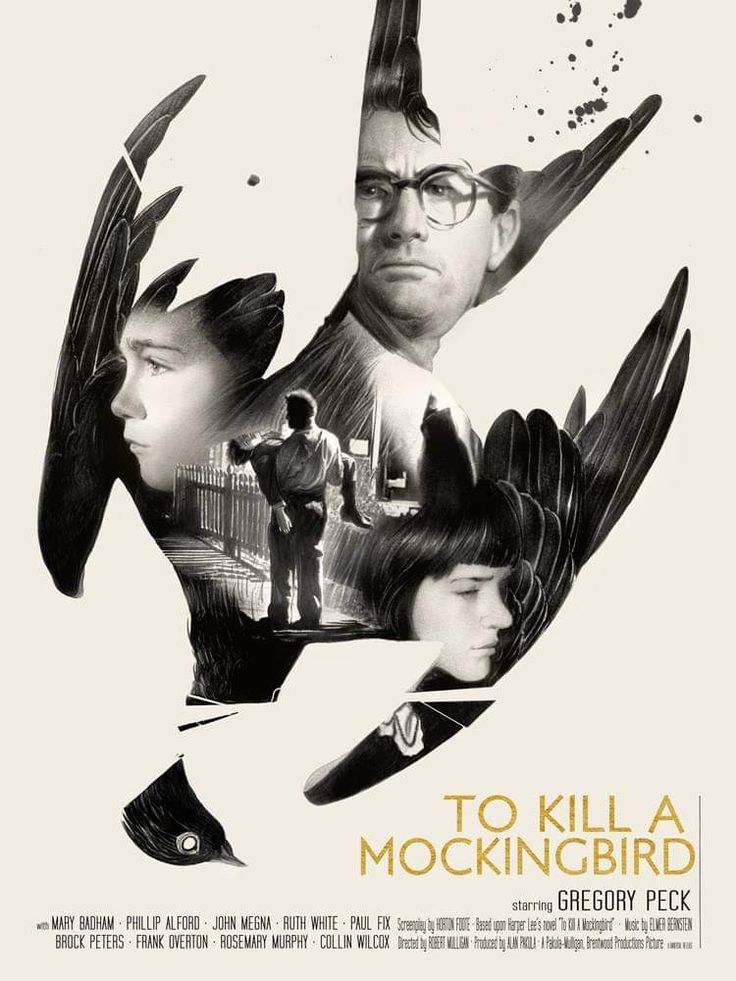 TO KILL A
MOCKINGBIRD
starring GREGORY PECK
with MARY BADHAM · PHILLIP ALFORD · JOHN MEGNA · RUTH WHITE · PAUL FIX
BROCK PETERS · FRANK OVERTON · ROSEMARY MURPHY · COLLIN WILCOX
Screenplay by HORTON FOOTE · Based upon Harper Lee's novel "To Kill A Mockingbird" · Music by ELMER BERNSTEIN
Directed by ROBERT MULLIGAN · Produced by ALAN PAKULA · A Pakula-Mulligan, Brentwood Productions Picture